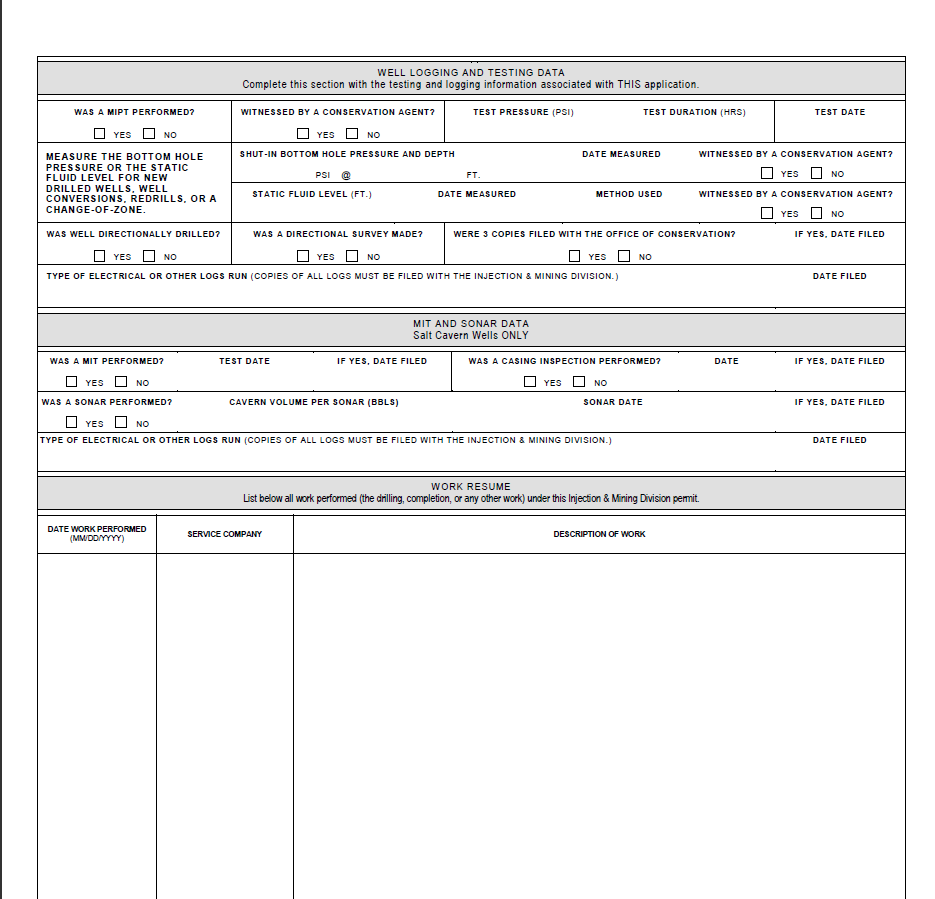 WELL LOGGING AND TESTING DATA
Complete this section with the testing and logging information associated with THIS application.
WAS A MIPT PERFORMED? WITNESSED BY A CONSERVATION AGENT? TEST PRESSURE (PSI) TEST DURATION (HRS) TEST DATE
YES NO YES NO
MEASURE THE BOTTOM HOLE
PRESSURE OR THE STATIC
FLUID LEVEL FOR NEW
DRILLED WELLS, WELL
CONVERSIONS, REDRILLS, OR A
CHANGE-OF-ZONE.
SHUT-IN BOTTOM HOLE PRESSURE AND DEPTH DATE MEASURED WITNESSED BY A CONSERVATION AGENT?
PSI @ FT. YES NO
STATIC FLUID LEVEL (FT.) DATE MEASURED METHOD USED WITNESSED BY A CONSERVATION AGENT?
YES NO
WAS WELL DIRECTIONALLY DRILLED? WAS A DIRECTIONAL SURVEY MADE? WERE 3 COPIES FILED WITH THE OFFICE OF CONSERVATION? IF YES, DATE FILED
YES NO YES NO YES NO
TYPE OF ELECTRICAL OR OTHER LOGS RUN (COPIES OF ALL LOGS MUST BE FILED WITH THE INJECTION & MINING DIVISION.) DATE FILED
MIT AND SONAR DATA
Salt Cavern Wells ONLY
WAS A MIT PERFORMED? TEST DATE IF YES, DATE FILED WAS A CASING INSPECTION PERFORMED? DATE IF YES, DATE FILED
YES NO YES NO
WAS A SONAR PERFORMED? CAVERN VOLUME PER SONAR (BBLS) SONAR DATE IF YES, DATE FILED
YES NO
TYPE OF ELECTRICAL OR OTHER LOGS RUN (COPIES OF ALL LOGS MUST BE FILED WITH THE INJECTION & MINING DIVISION.) DATE FILED
WORK RESUME
List below all work performed (the drilling, completion, or any other work) under this Injection & Mining Division permit.
DATE WORK PERFORMED
(MM/DD/YYYY)
SERVICE COMPANY
DESCRIPTION OF WORK